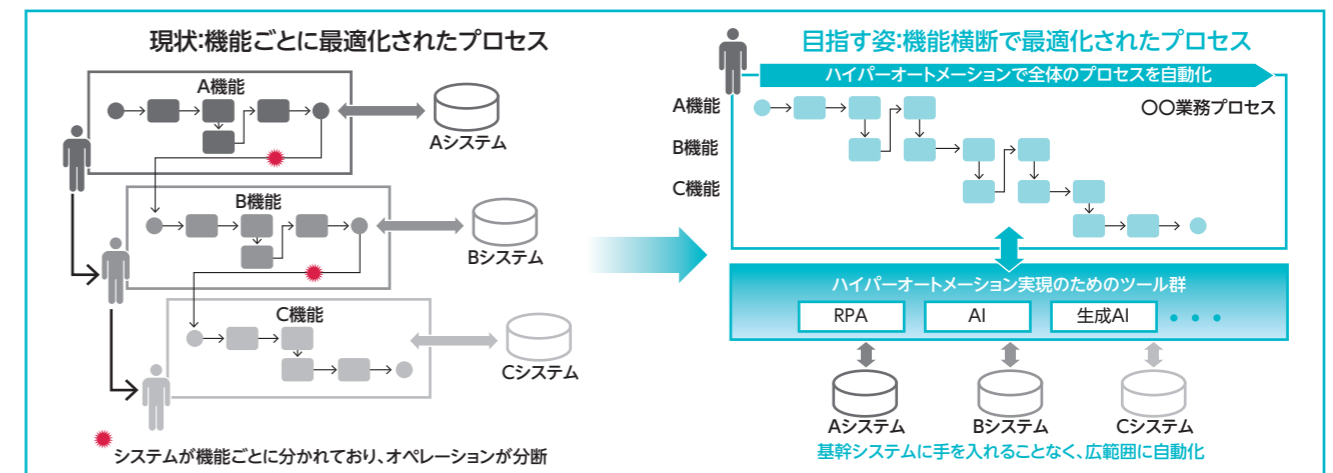 現状:機能ごとに最適化されたプロセス
A機能
Aシステム
B機能
Bシステム
C機能
Cシステム
システムが機能ごとに分かれており、オペレーションが分断
目指す姿:機能横断で最適化されたプロセス
ハイパーオートメーションで全体のプロセスを自動化
A機能
〇〇業務プロセス
B機能
C機能
ハイパーオートメーション実現のためのツール群
RPA
AI
生成AI
・・・
Aシステム
Bシステム
Cシステム
基幹システムに手を入れることなく、広範囲に自動化